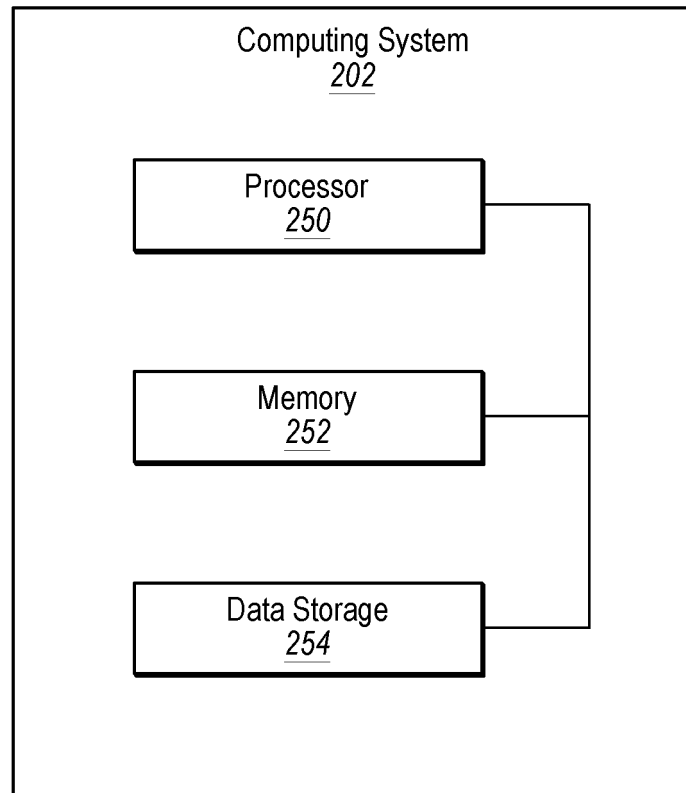 Computing System
202
Processor
250
Memory
252
Data Storage
254